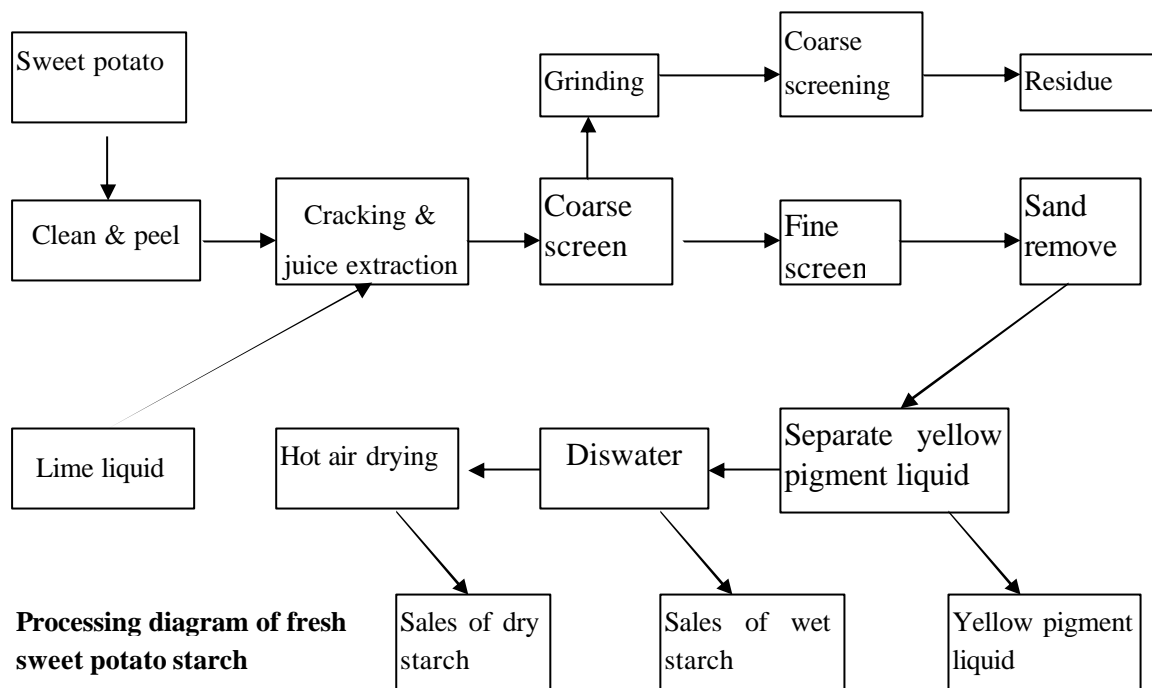 Sweet potato
Grinding
Coarse
screening
Residue
Clean & peel
Cracking &
juice extraction
Coarse
screen
Fine
screen
Sand
remove
Lime liquid
Hot air drying
Diswater
Separate yellow
pigment liquid
Processing diagram of fresh
sweet potato starch
Sales of dry
starch
Sales of wet
starch
Yellow pigment
liquid